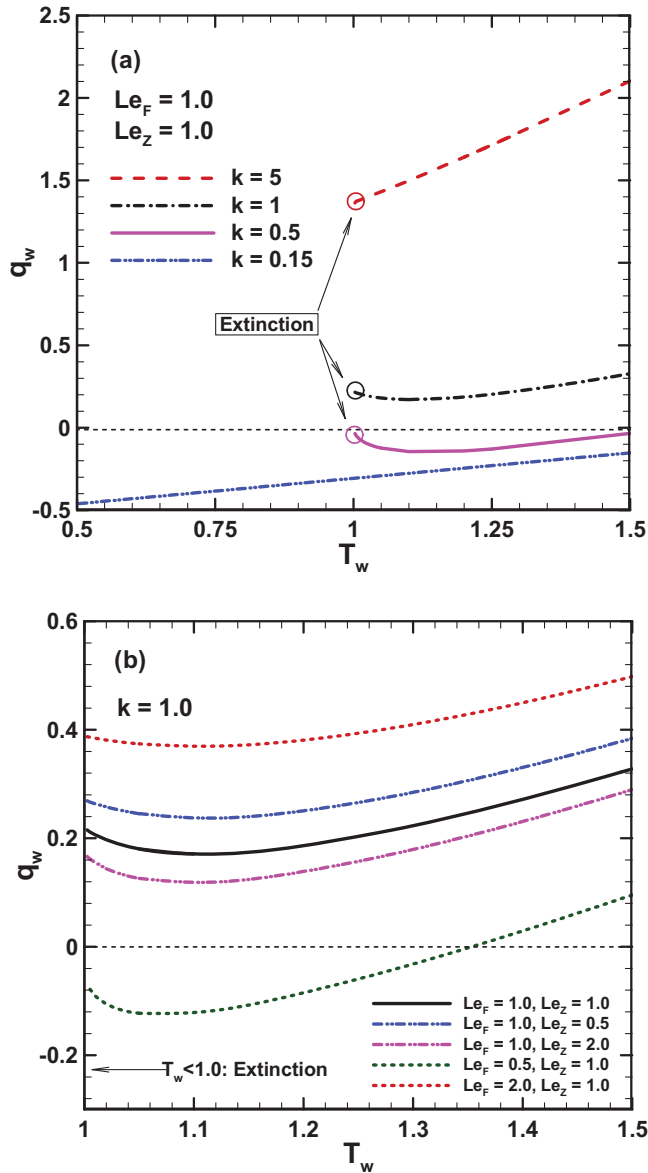 2.5
(a)
Le_F = 1.0
Le_Z = 1.0
2
k = 5
k = 1
k = 0.5
k = 0.15
1.5
q_w
1
Extinction
0.5
0
-0.5
0.5 0.75 1 1.25 1.5
T_w
0.6
(b)
k = 1.0
0.4
q_w
0.2
0
Le_F = 1.0, Le_Z = 1.0
Le_F = 1.0, Le_Z = 0.5
Le_F = 1.0, Le_Z = 2.0
Le_F = 0.5, Le_Z = 1.0
Le_F = 2.0, Le_Z = 1.0
T_w<1.0: Extinction
-0.2
1 1.1 1.2 1.3 1.4 1.5
T_w